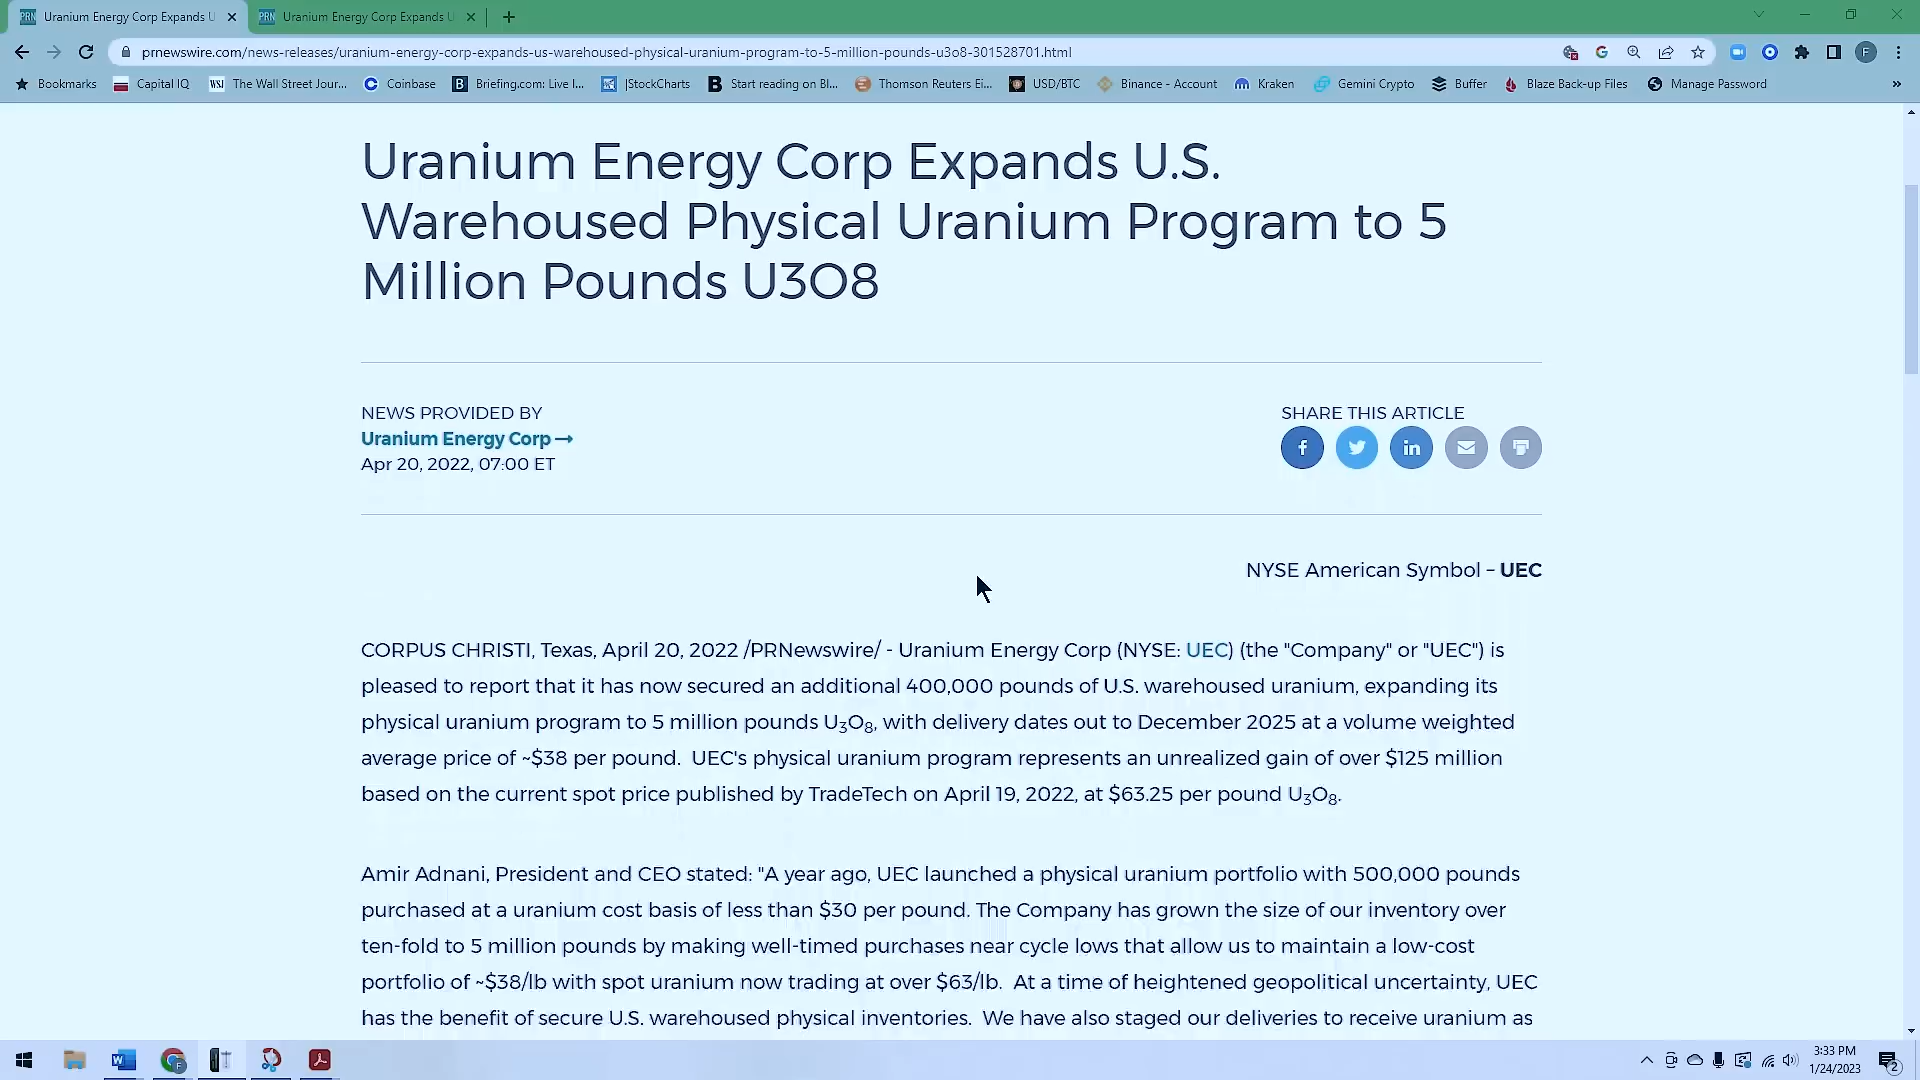 PRN Uranium Energy Corp Expands U
PRN Uranium Energy Corp Expands U
prnewswire.com/news-releases/uranium-energy-corp-expands-us-warehoused-physical-uranium-program-to-5-million-pounds-u3o8-301528701.html
F
Bookmarks Capital IQ WSJ The Wall Street Jour... Coinbase B Briefing.com: Live I... |StockCharts B Start reading on Bl... Thomson Reuters Ei... USD/BTC Binance - Account Kraken Gemini Crypto Buffer Blaze Back-up Files Manage Password »
Uranium Energy Corp Expands U.S.
Warehoused Physical Uranium Program to 5
Million Pounds U3O8
NEWS PROVIDED BY
Uranium Energy Corp →
Apr 20, 2022, 07:00 ET
SHARE THIS ARTICLE
f in
NYSE American Symbol – UEC
CORPUS CHRISTI, Texas, April 20, 2022 /PRNewswire/ - Uranium Energy Corp (NYSE: UEC) (the "Company" or "UEC") is
pleased to report that it has now secured an additional 400,000 pounds of U.S. warehoused uranium, expanding its
physical uranium program to 5 million pounds U₃O₈, with delivery dates out to December 2025 at a volume weighted
average price of ~$38 per pound.  UEC's physical uranium program represents an unrealized gain of over $125 million
based on the current spot price published by TradeTech on April 19, 2022, at $63.25 per pound U₃O₈.
Amir Adnani, President and CEO stated: "A year ago, UEC launched a physical uranium portfolio with 500,000 pounds
purchased at a uranium cost basis of less than $30 per pound. The Company has grown the size of our inventory over
ten-fold to 5 million pounds by making well-timed purchases near cycle lows that allow us to maintain a low-cost
portfolio of ~$38/lb with spot uranium now trading at over $63/lb.  At a time of heightened geopolitical uncertainty, UEC
has the benefit of secure U.S. warehoused physical inventories.  We have also staged our deliveries to receive uranium as
3:33 PM
1/24/2023
2